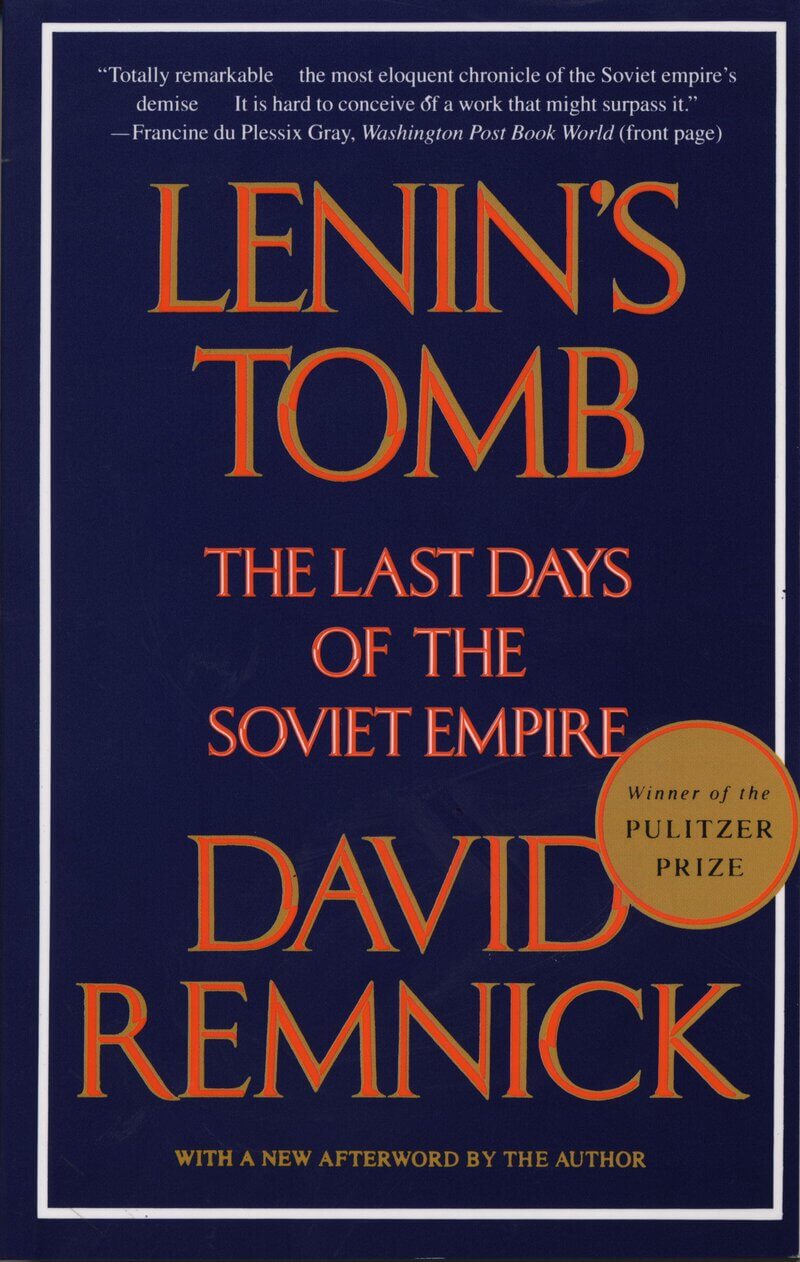 “Totally remarkable the most eloquent chronicle of the Soviet empire’s
demise It is hard to conceive of a work that might surpass it.”
—Francine du Plessix Gray, Washington Post Book World (front page)
LENIN’S
TOMB
THE LAST DAYS
OF THE
SOVIET EMPIRE
Winner of the
PULITZER
PRIZE
DAVID
REMNICK
WITH A NEW AFTERWORD BY THE AUTHOR